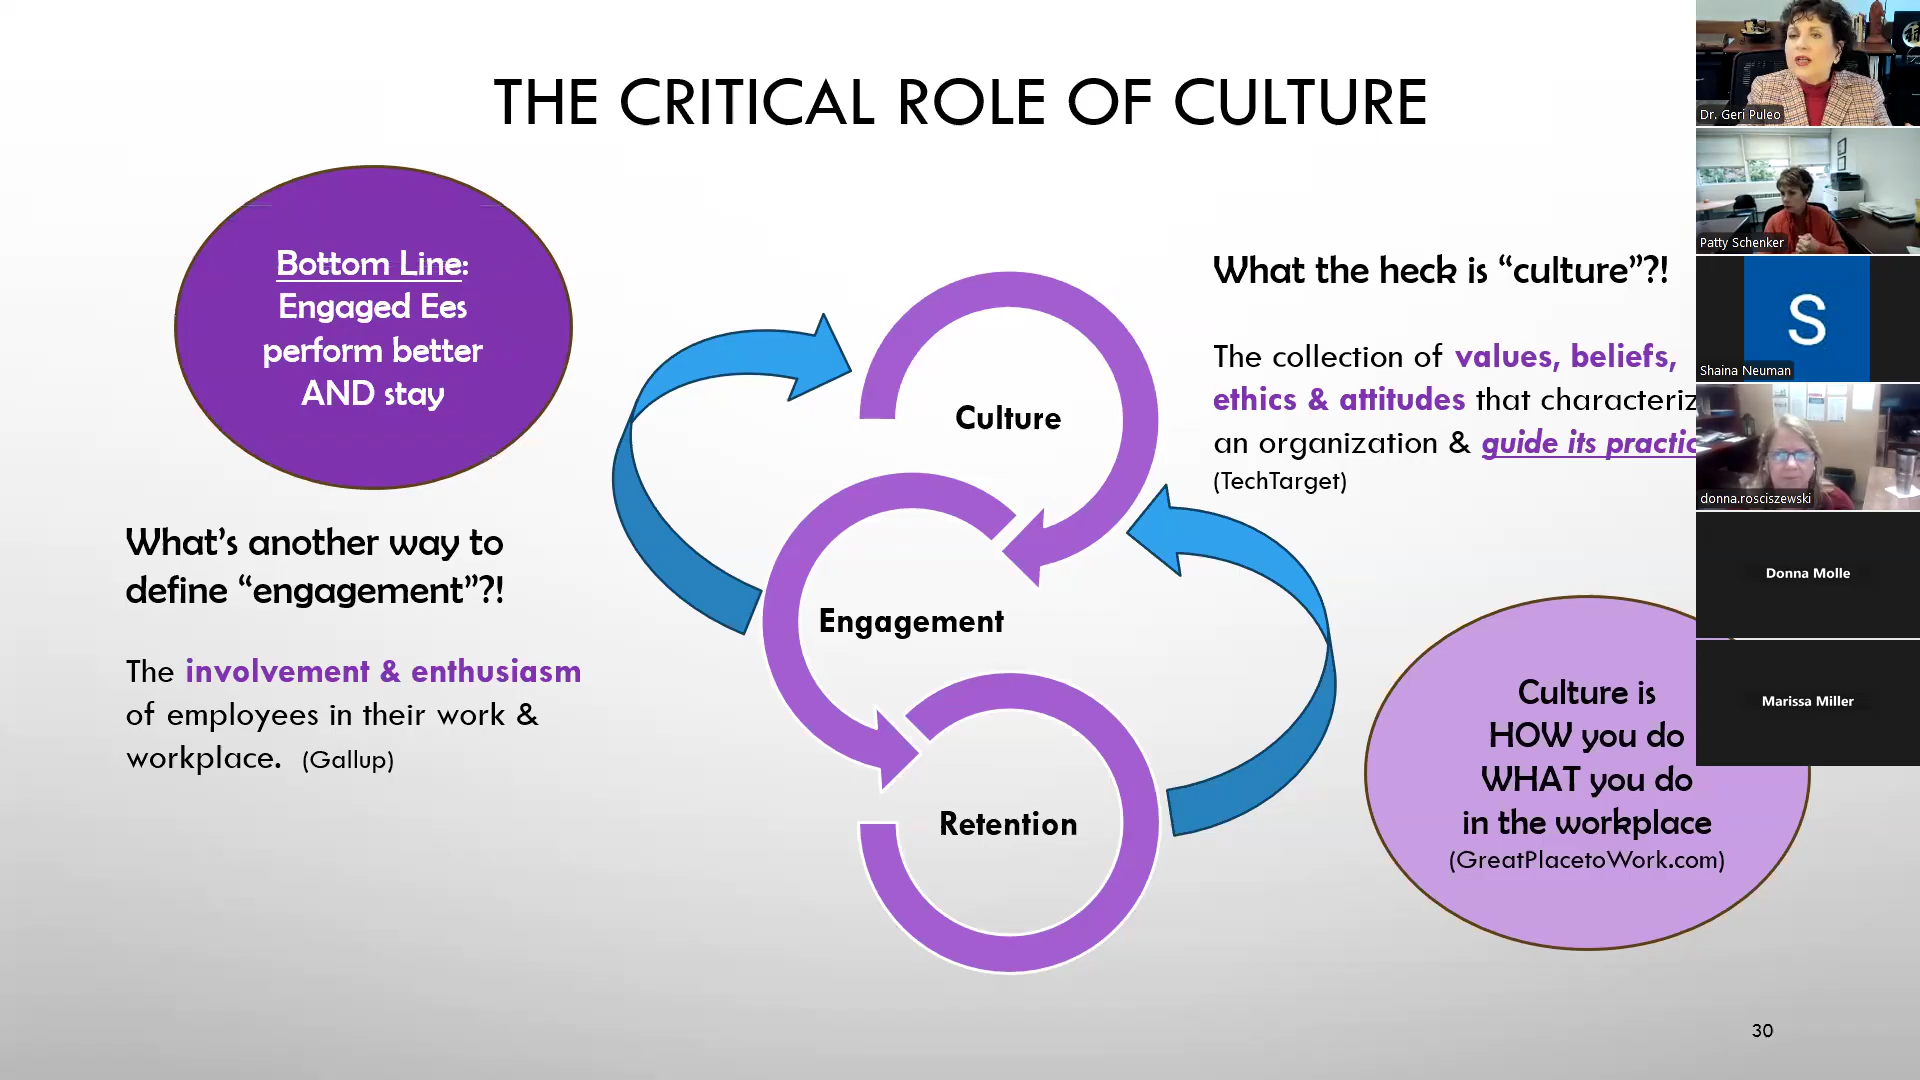 THE CRITICAL ROLE OF CULTURE
Bottom Line:
Engaged Ees
perform better
AND stay
What's another way to
define “engagement”?!
The involvement & enthusiasm
of employees in their work &
workplace. (Gallup)
Culture
Engagement
Retention
What the heck is “culture”?!
The collection of values, beliefs,
ethics & attitudes that characteriz
an organization & guide its practic
(TechTarget)
Culture is
HOW you do
WHAT you do
in the workplace
(GreatPlacetoWork.com)
30
Dr. Geri Puleo
Patty Schenker
S
Shaina Neuman
donna.rosciszewski
Donna Molle
Marissa Miller